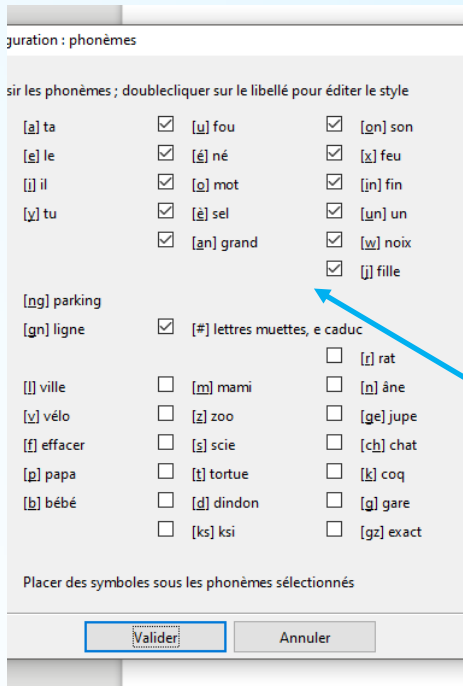 guration : phonèmes
sir les phonèmes ; doublecliquer sur le libellé pour éditer le style
[a] ta [u] fou [on] son
[e] le [é] né [x] feu
[i] il [o] mot [in] fin
[y] tu [è] sel [un] un
[an] grand [w] noix
[j] fille
[ng] parking
[gn] ligne [#] lettres muettes, e caduc
[r] rat
[l] ville [m] mami [n] âne
[v] vélo [z] zoo [ge] jupe
[f] effacer [s] scie [ch] chat
[p] papa [t] tortue [k] coq
[b] bébé [d] dindon [g] gare
[ks] ksi [gz] exact
Placer des symboles sous les phonèmes sélectionnés
Valider Annuler